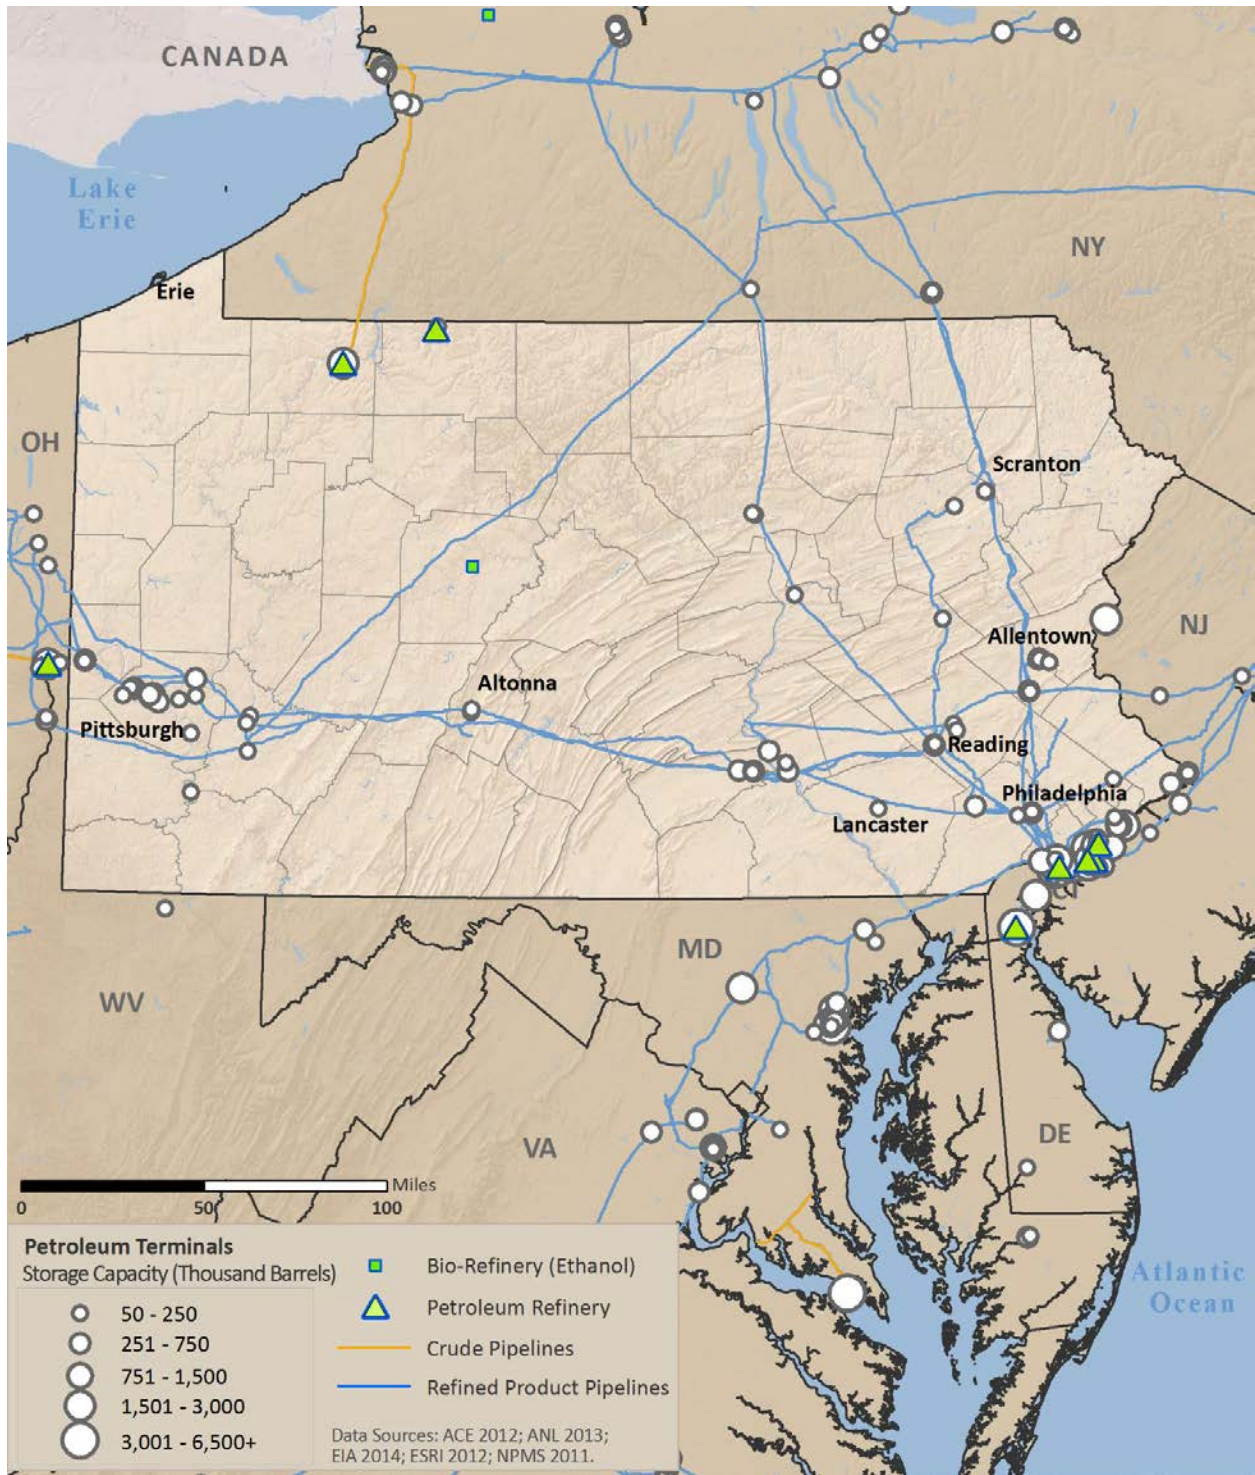 CANADA
Lake
Erie
NY
Erie
OH
Scranton
Allentown
NJ
Altonna
Pittsburgh
Reading
Philadelphia
Lancaster
MD
WV
VA
DE
Miles
0 50 100
Atlantic
Ocean
Petroleum Terminals
Storage Capacity (Thousand Barrels)
50 - 250
251 - 750
751 - 1,500
1,501 - 3,000
3,001 - 6,500+
Bio-Refinery (Ethanol)
Petroleum Refinery
Crude Pipelines
Refined Product Pipelines
Data Sources: ACE 2012; ANL 2013;
EIA 2014; ESRI 2012; NPMS 2011.